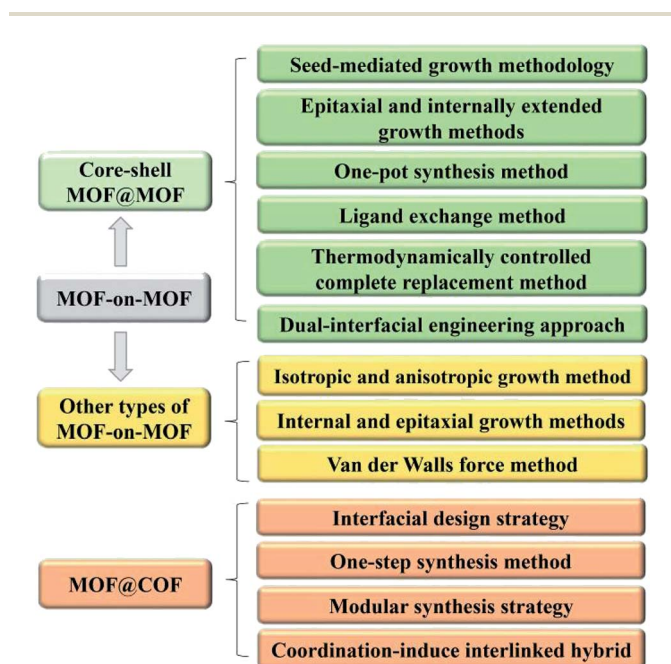 Seed-mediated growth methodology
Epitaxial and internally extended
growth methods
Core-shell
MOF@MOF
One-pot synthesis method
Ligand exchange method
Thermodynamically controlled
complete replacement method
Dual-interfacial engineering approach
MOF-on-MOF
Other types of
MOF-on-MOF
Isotropic and anisotropic growth method
Internal and epitaxial growth methods
Van der Walls force method
MOF@COF
Interfacial design strategy
One-step synthesis method
Modular synthesis strategy
Coordination-induce interlinked hybrid